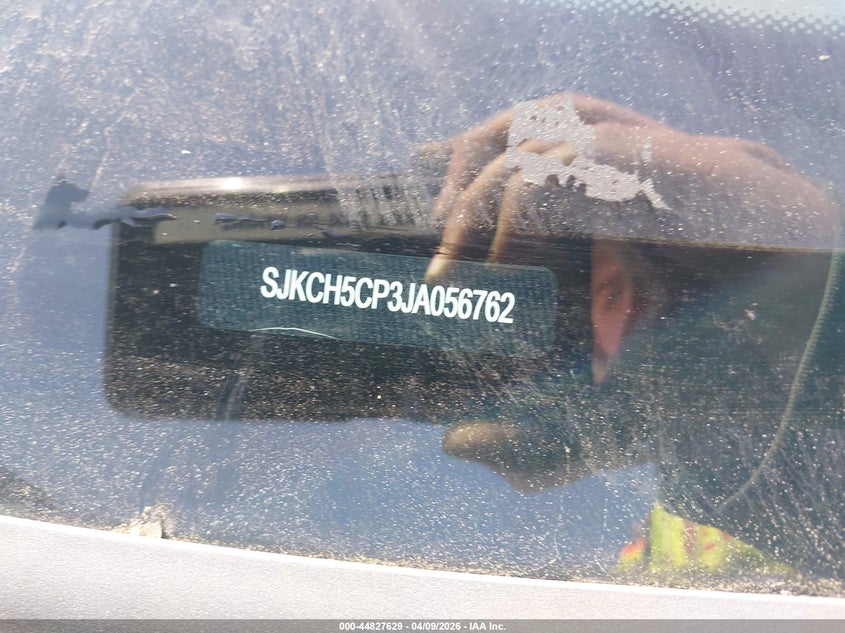 SJKCH5CP3JA056762
000-44827629 - 04/09/2026 - IAA Inc.